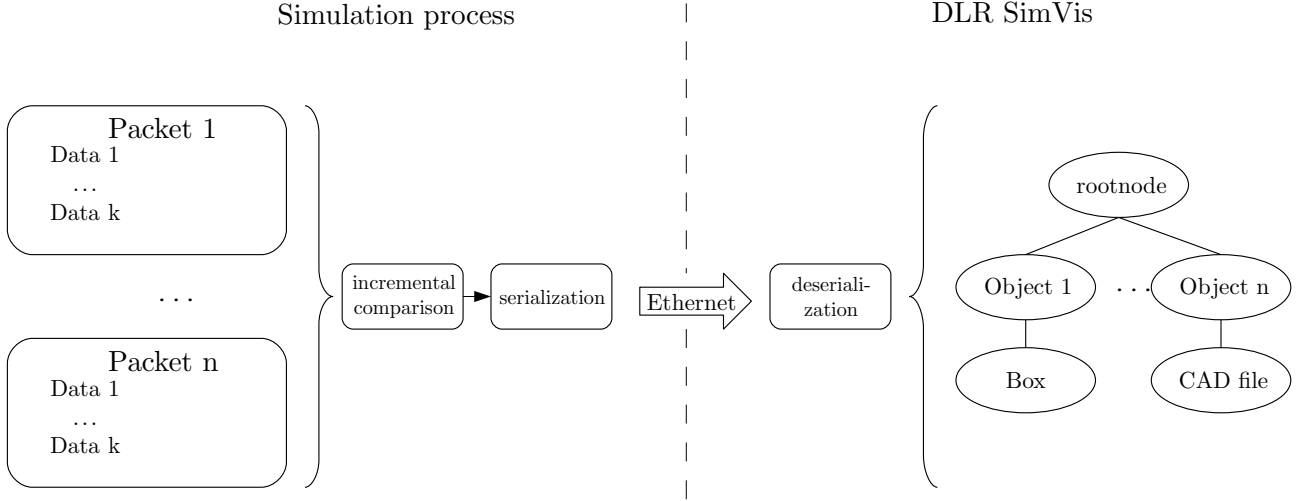 Simulation process
DLR SimVis
Packet 1
Data 1
...
Data k
...
Packet n
Data 1
...
Data k
incremental
comparison
serialization
Ethernet
deseriali-
zation
rootnode
Object 1
...
Object n
Box
CAD file